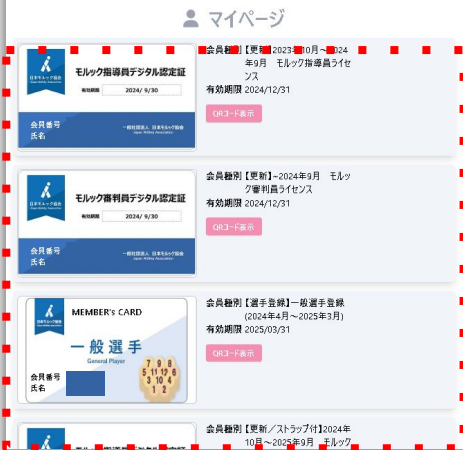 マイページ
日本モルック協会
モルック指導員デジタル認定証
有効期限 2024/ 9/30
会員番号
氏名
一般社団法人 日本モルック協会
Japan Mölkky Association
会員種別 【更新】2023年10月～2024
年9月 モルック指導員ライセ
ンス
有効期限 2024/12/31
QRコード表示
日本モルック協会
モルック審判員デジタル認定証
有効期限 2024/ 9/30
会員番号
氏名
一般社団法人 日本モルック協会
Japan Mölkky Association
会員種別 【更新】~2024年9月 モルッ
ク審判員ライセンス
有効期限 2024/12/31
QRコード表示
日本モルック協会
MEMBER's CARD
一般選手
General Player
会員番号
氏名
7 9 8
5 11 12 6
3 10 4
1 2
会員種別 【選手登録】一般選手登録
(2024年4月～2025年3月)
有効期限 2025/03/31
QRコード表示
会員種別 【更新／ストラップ付】2024年
10月～2025年9月 モルック